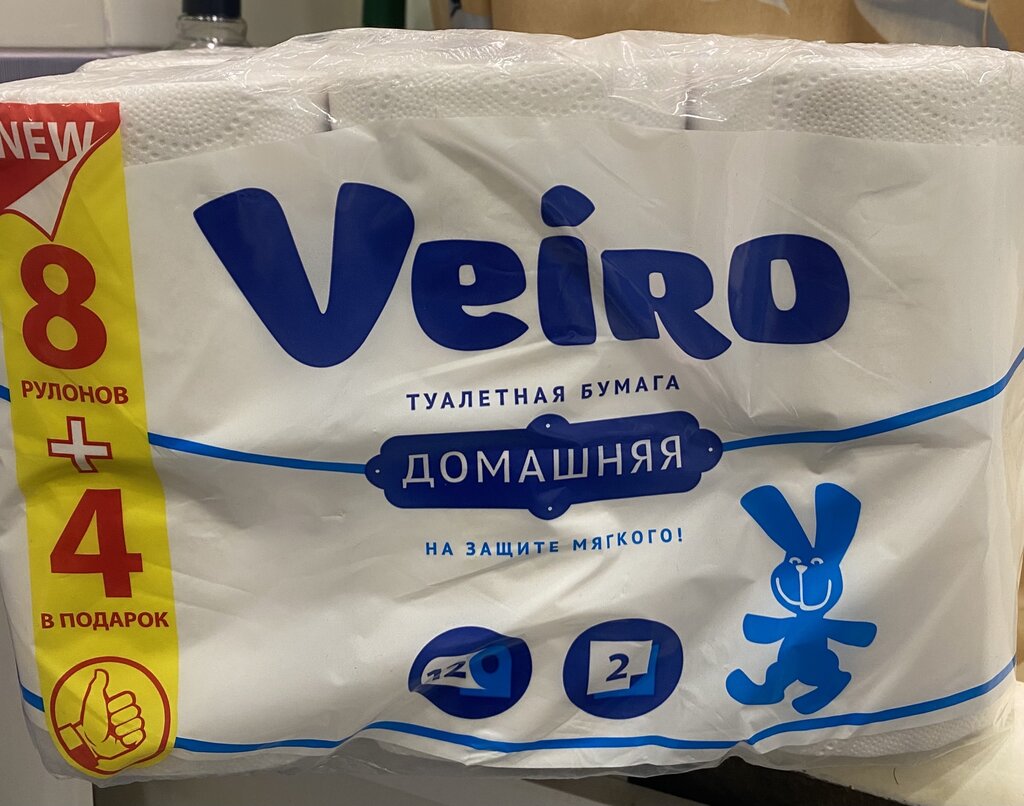 NEW
8
РУЛОНОВ
+
4
В ПОДАРОК
Veiro
ТУАЛЕТНАЯ БУМАГА
ДОМАШНЯЯ
НА ЗАЩИТЕ МЯГКОГО!
12
2